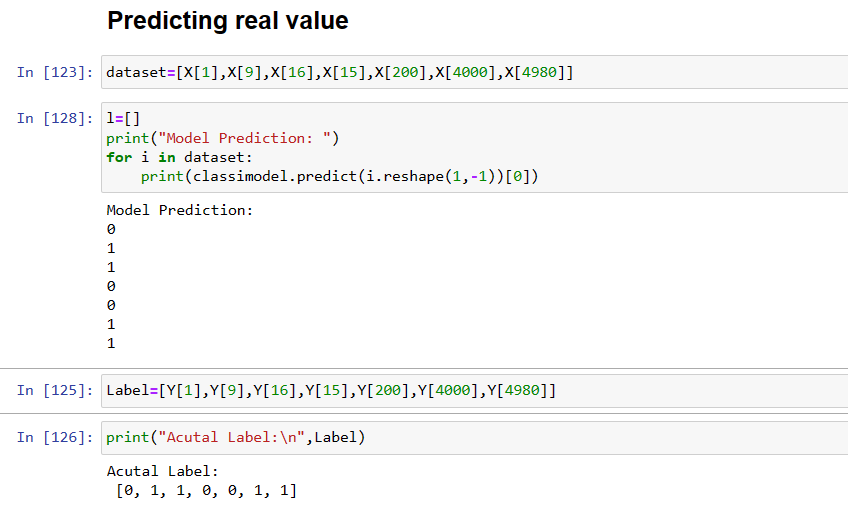 Predicting real value
In [123]: dataset=[X[1],X[9],X[16],X[15],X[200],X[4000],X[4980]]
In [128]: l=[]
print("Model Prediction: ")
for i in dataset:
    print(classimodel.predict(i.reshape(1,-1))[0])
Model Prediction:
0
1
1
0
0
1
1
In [125]: Label=[Y[1],Y[9],Y[16],Y[15],Y[200],Y[4000],Y[4980]]
In [126]: print("Acutal Label:\n",Label)
Acutal Label:
 [0, 1, 1, 0, 0, 1, 1]